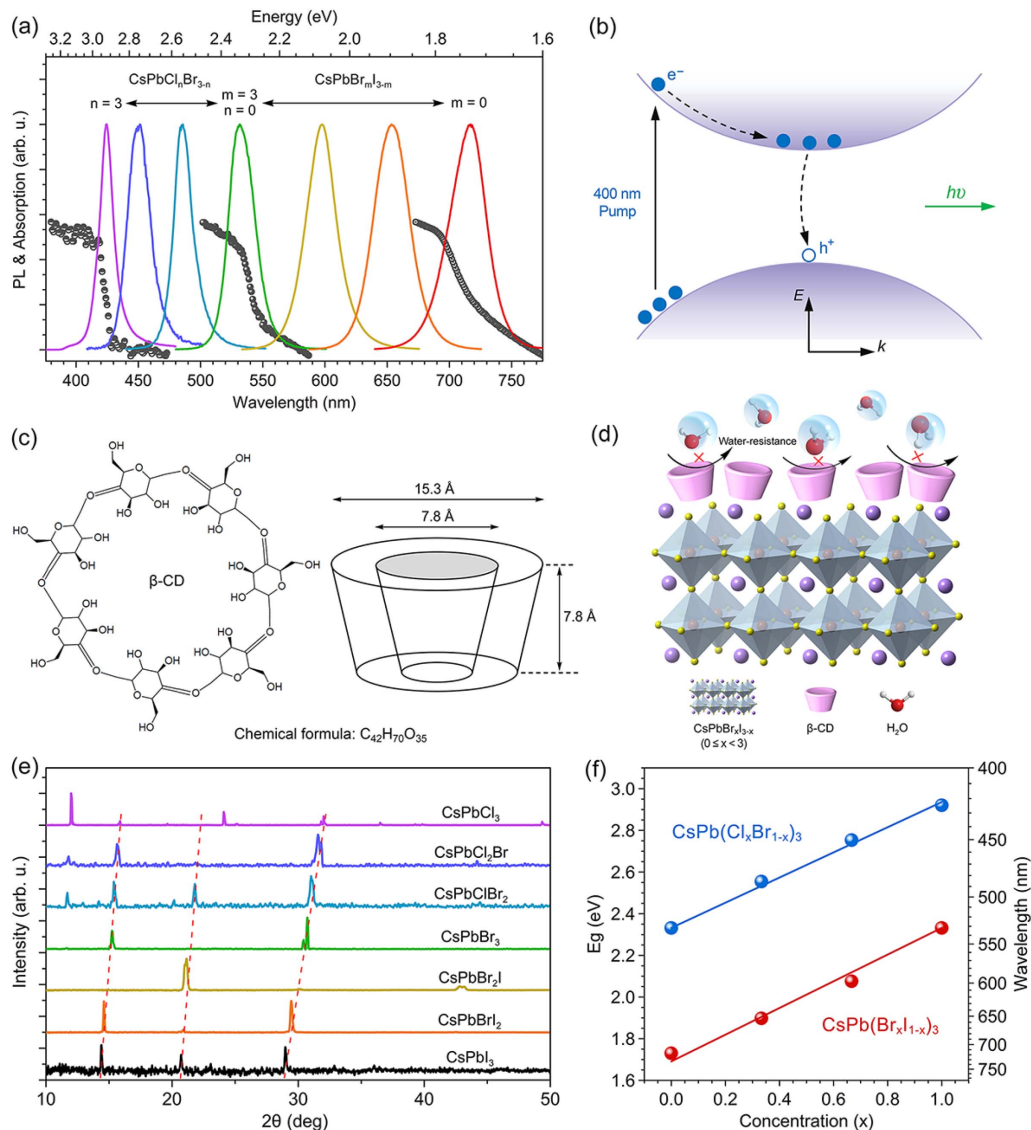 (a)
Energy (eV)
3.2 3.0 2.8 2.6 2.4 2.2 2.0 1.8 1.6
CsPbClₙBr₃₋ₙ
CsPbBrₘI₃₋ₘ
n = 3
m = 3
n = 0
m = 0
PL & Absorption (arb. u.)
400 450 500 550 600 650 700 750
Wavelength (nm)
(b)
e⁻
400 nm
Pump
hυ
h⁺
E
k
(c)
OH
HO
O
β-CD
15.3 Å
7.8 Å
7.8 Å
Chemical formula: C₄₂H₇₀O₃₅
(d)
Water-resistance
CsPbBrₓI₃₋ₓ
(0 ≤ x < 3)
β-CD
H₂O
(e)
Intensity (arb. u.)
CsPbCl₃
CsPbCl₂Br
CsPbClBr₂
CsPbBr₃
CsPbBr₂I
CsPbBrI₂
CsPbI₃
10 20 30 40 50
2θ (deg)
(f)
Eg (eV)
3.0
2.8
2.6
2.4
2.2
2.0
1.8
1.6
CsPb(ClₓBr₁₋ₓ)₃
CsPb(BrₓI₁₋ₓ)₃
400
450
500
550
600
650
700
750
Wavelength (nm)
0.0 0.2 0.4 0.6 0.8 1.0
Concentration (x)